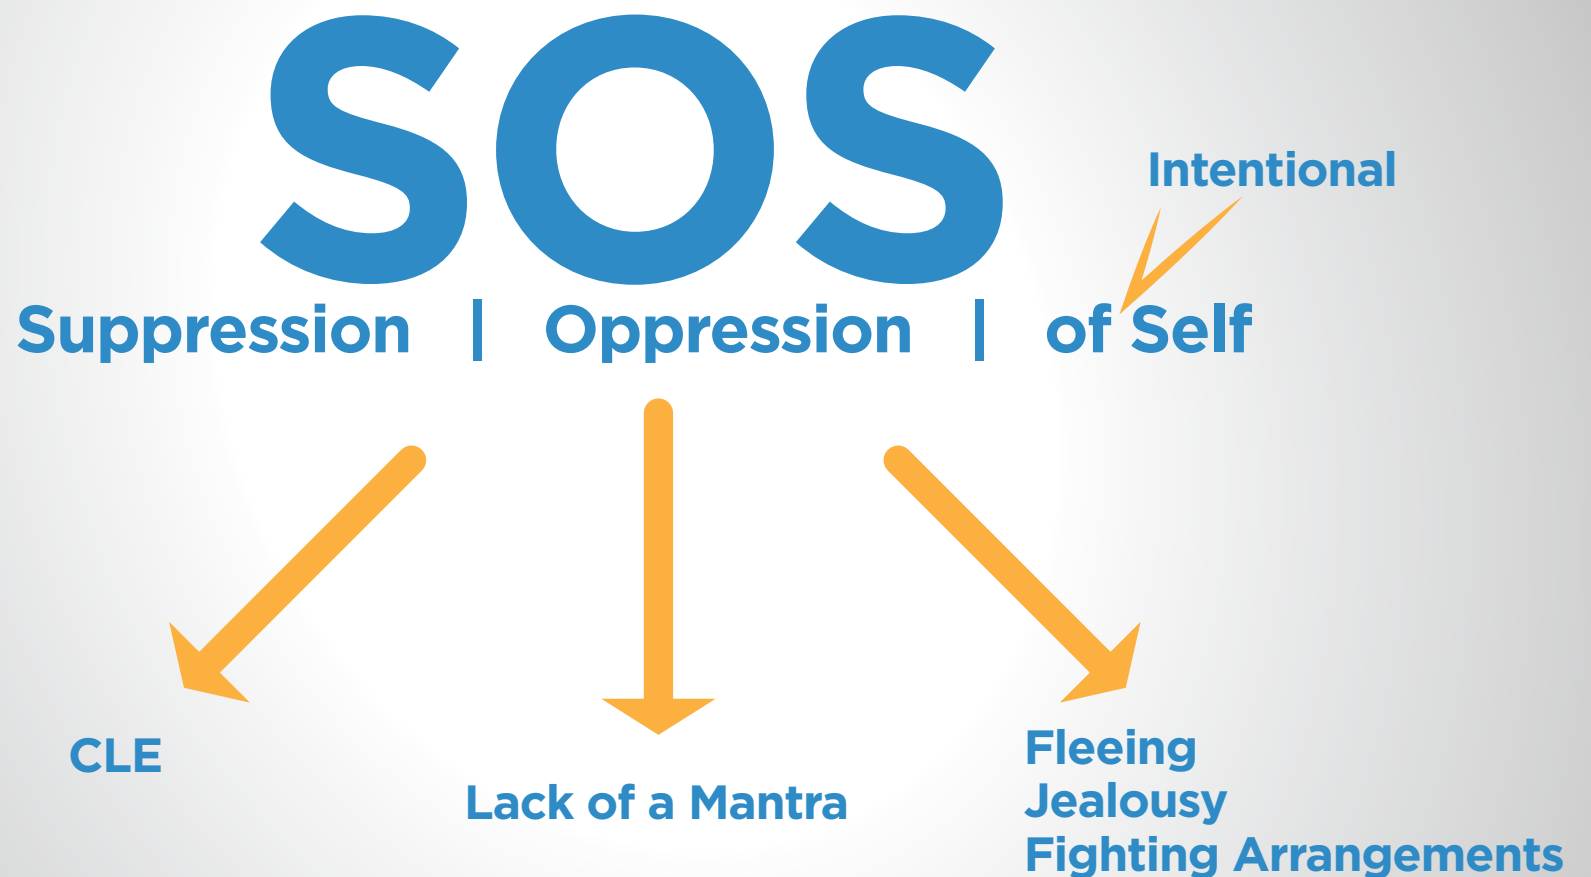 SOS
Intentional
Suppression | Oppression | of Self
CLE
Lack of a Mantra
Fleeing
Jealousy
Fighting Arrangements